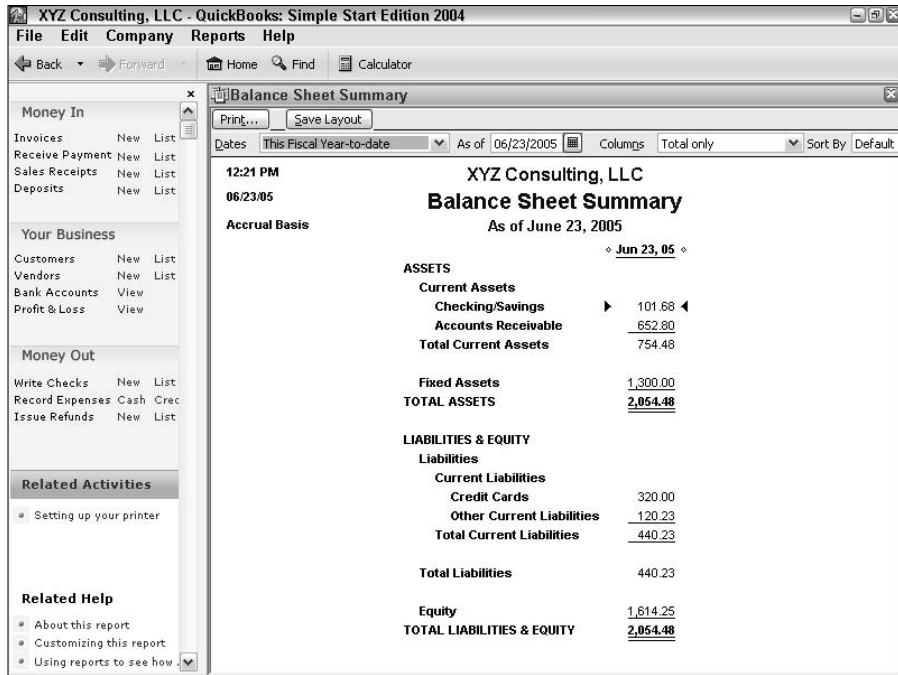 XYZ Consulting, LLC - QuickBooks: Simple Start Edition 2004
File Edit Company Reports Help
Back Forward Home Find Calculator
Money In
Invoices New List
Receive Payment New List
Sales Receipts New List
Deposits New List
Your Business
Customers New List
Vendors New List
Bank Accounts View
Profit & Loss View
Money Out
Write Checks New List
Record Expenses Cash Crec
Issue Refunds New List
Related Activities
Setting up your printer
Related Help
About this report
Customizing this report
Using reports to see how
Balance Sheet Summary
Print... Save Layout
Dates This Fiscal Year-to-date As of 06/23/2005 Columns Total only Sort By Default
12:21 PM
06/23/05
Accrual Basis
XYZ Consulting, LLC
Balance Sheet Summary
As of June 23, 2005
Jun 23, 05
ASSETS
Current Assets
Checking/Savings 101.68
Accounts Receivable 652.80
Total Current Assets 754.48
Fixed Assets 1,300.00
TOTAL ASSETS 2,054.48
LIABILITIES & EQUITY
Liabilities
Current Liabilities
Credit Cards 320.00
Other Current Liabilities 120.23
Total Current Liabilities 440.23
Total Liabilities 440.23
Equity 1,614.25
TOTAL LIABILITIES & EQUITY 2,054.48